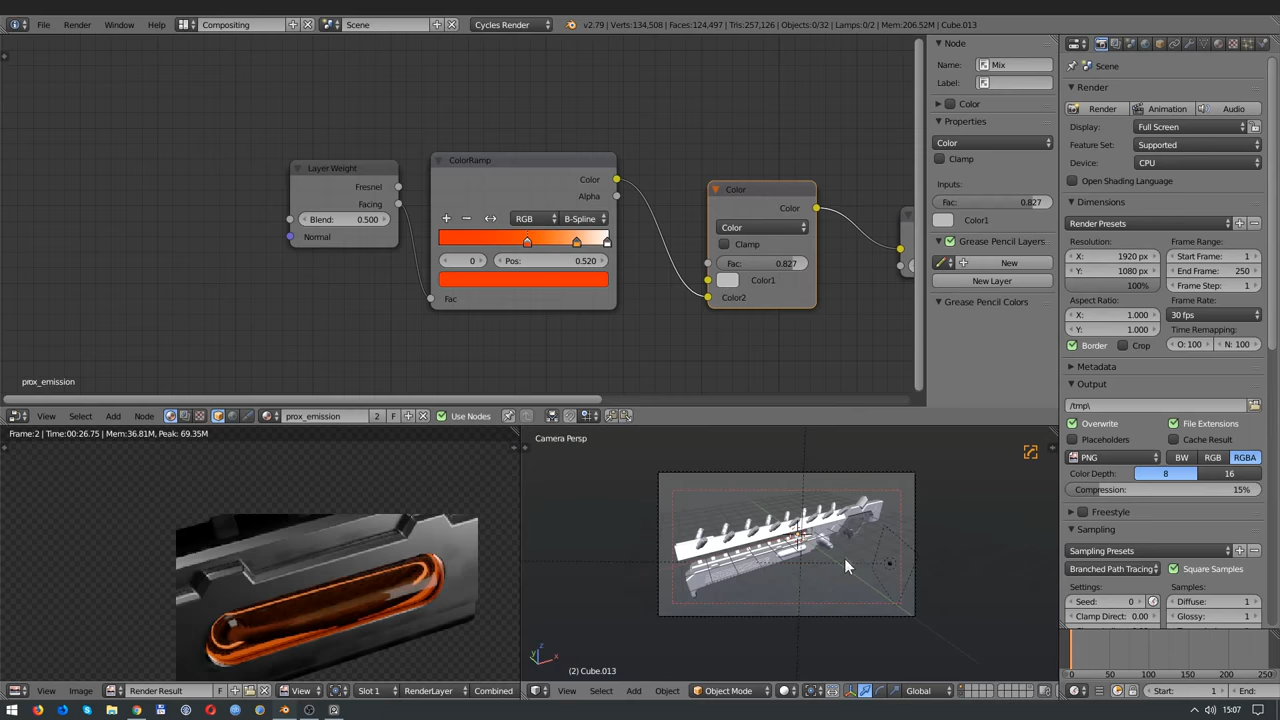 File Render Window Help Compositing Scene Cycles Render v2.79 | Verts:134,508 | Faces:124,497 | Tris:257,126 | Objects:0/32 | Lamps:0/2 | Mem:206.52M | Cube.013
Layer Weight
Fresnel
Facing
Blend: 0.500
Normal
ColorRamp
Color
Alpha
RGB B-Spline
0 Pos: 0.520
Fac
Color
Color
Color
Clamp
Fac: 0.827
Color1
Color2
prox_emission
Node
Name: Mix
Label:
Color
Properties
Color
Clamp
Inputs:
Fac: 0.827
Color1
Grease Pencil Layers
New
New Layer
Grease Pencil Colors
Scene
Render
Render Animation Audio
Display: Full Screen
Feature Set: Supported
Device: CPU
Open Shading Language
Dimensions
Render Presets
Resolution: Frame Range:
X: 1920 px Start Frame: 1
Y: 1080 px End Frame: 250
100% Frame Step: 1
Aspect Ratio: Frame Rate:
X: 1.000 30 fps
Y: 1.000 Time Remapping:
Border Crop O: 100 N: 100
Metadata
Output
/tmp\
Overwrite File Extensions
Placeholders Cache Result
PNG BW RGB RGBA
Color Depth: 8 16
Compression: 15%
Freestyle
Sampling
Sampling Presets
Branched Path Tracing Square Samples
Settings: Samples:
Seed: 0 Diffuse: 1
Clamp Direct: 0.00 Glossy: 1
View Select Add Node prox_emission 2 F Use Nodes
Frame:2 | Time:00:26.75 | Mem:36.81M, Peak: 69.35M
Camera Persp
z
y
x
(2) Cube.013
View Image Render Result F View Slot 1 RenderLayer Combined
View Select Add Object Object Mode Global
0 50 100 150 200 250
Start: 1 End:
15:07